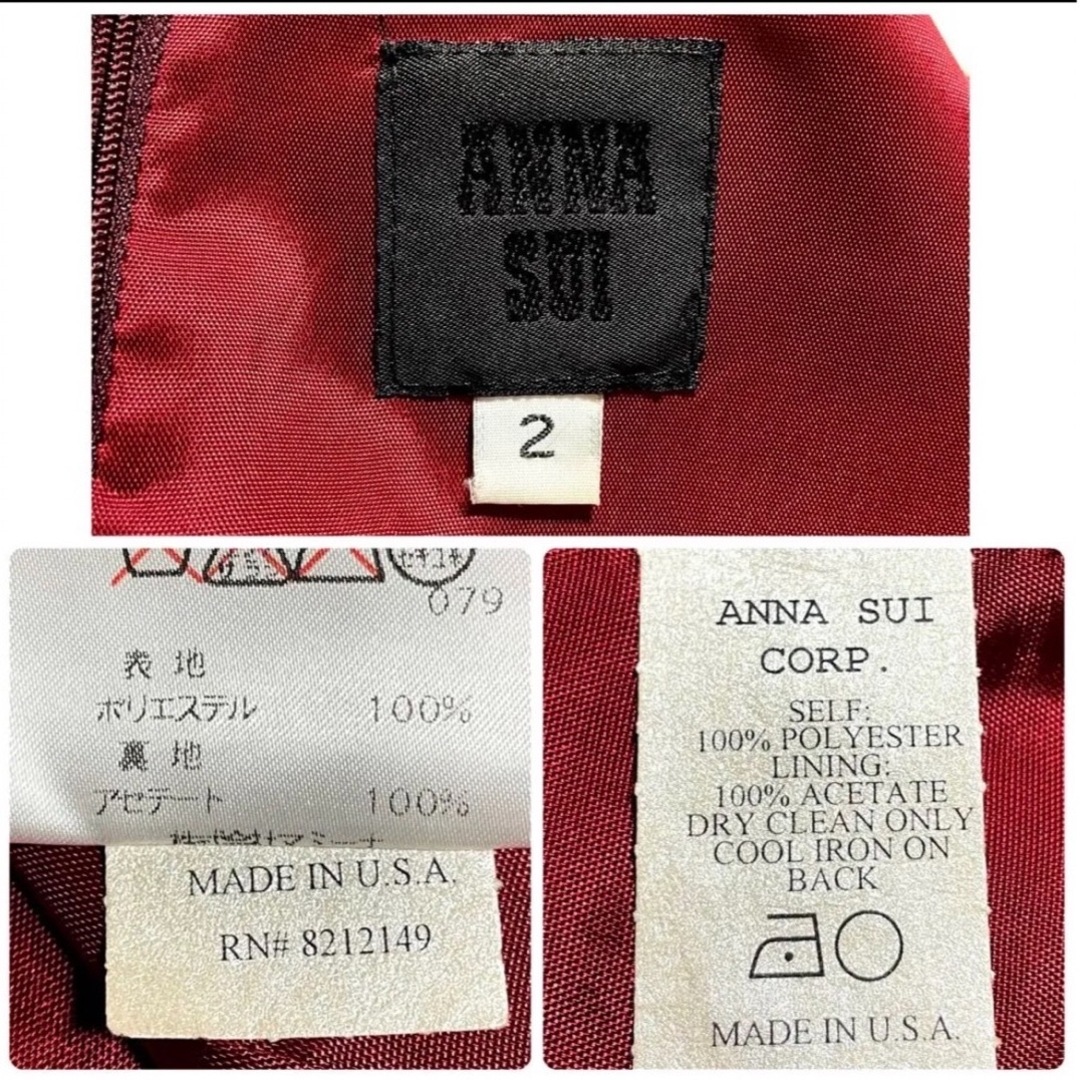 ANNA
SUI
2
079
表地
ポリエステル 100%
裏地
アセテート 100%
MADE IN U.S.A.
RN# 8212149
ANNA SUI
CORP.
SELF:
100% POLYESTER
LINING:
100% ACETATE
DRY CLEAN ONLY
COOL IRON ON
BACK
MADE IN U.S.A.